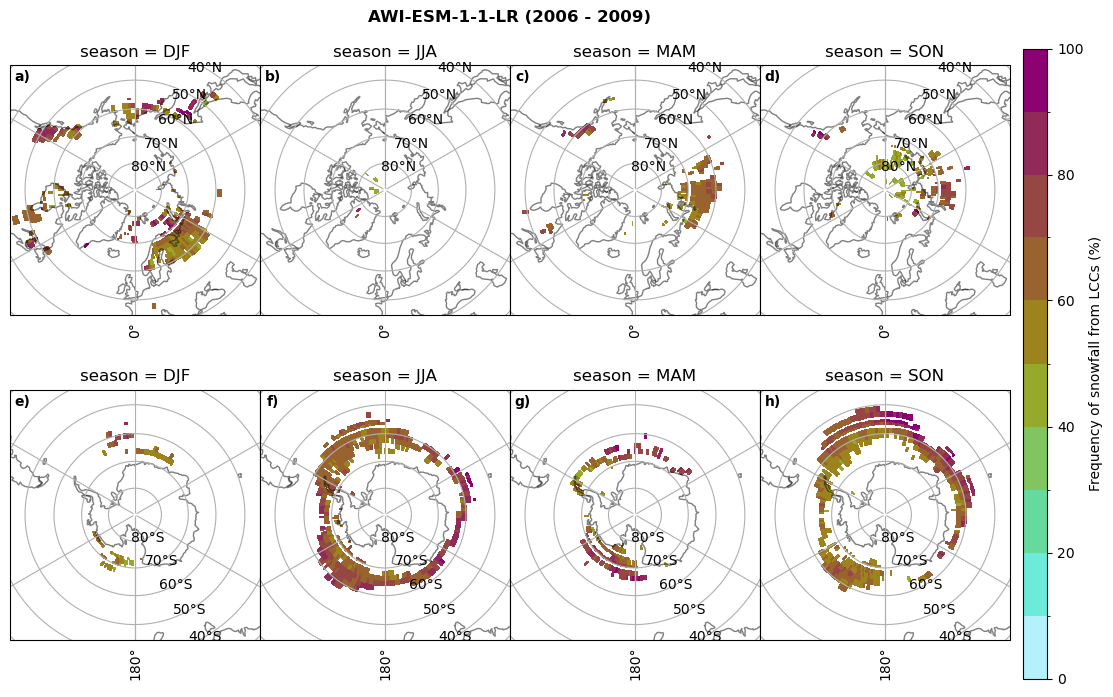 AWI-ESM-1-1-LR (2006 - 2009)
season = DJF
season = JJA
season = MAM
season = SON
a)
40°N
50°N
60°N
70°N
80°N
0°
b)
40°N
50°N
60°N
70°N
80°N
0°
c)
40°N
50°N
60°N
70°N
80°N
0°
d)
40°N
50°N
60°N
70°N
80°N
0°
season = DJF
season = JJA
season = MAM
season = SON
e)
80°S
70°S
60°S
50°S
40°S
180°
f)
80°S
70°S
60°S
50°S
40°S
180°
g)
80°S
70°S
60°S
50°S
40°S
180°
h)
80°S
70°S
60°S
50°S
40°S
180°
100
80
60
40
20
0
Frequency of snowfall from LCCs (%)